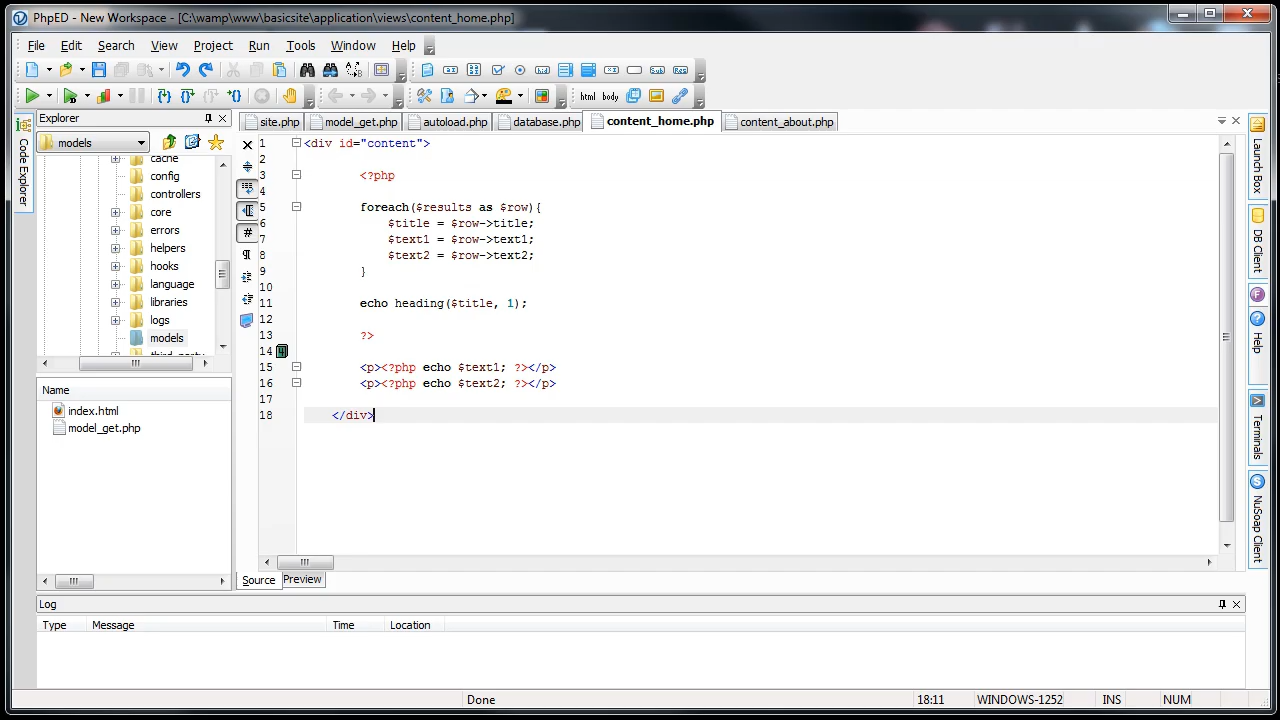 PhpED - New Workspace - [C:\wamp\www\basicsite\application\views\content_home.php]
File Edit Search View Project Run Tools Window Help
html body
Explorer
site.php model_get.php autoload.php database.php content_home.php content_about.php
models
cache
config
controllers
core
errors
helpers
hooks
language
libraries
logs
models
third_party
Name
index.html
model_get.php
Code Explorer
1 <div id="content">
2
3 <?php
4
5 foreach($results as $row){
6 $title = $row->title;
7 $text1 = $row->text1;
8 $text2 = $row->text2;
9 }
10
11 echo heading($title, 1);
12
13 ?>
14
15 <p><?php echo $text1; ?></p>
16 <p><?php echo $text2; ?></p>
17
18 </div>
Source Preview
Launch Box
DB Client
Help
Terminals
NuSoap Client
Log
Type Message Time Location
Done 18:11 WINDOWS-1252 INS NUM